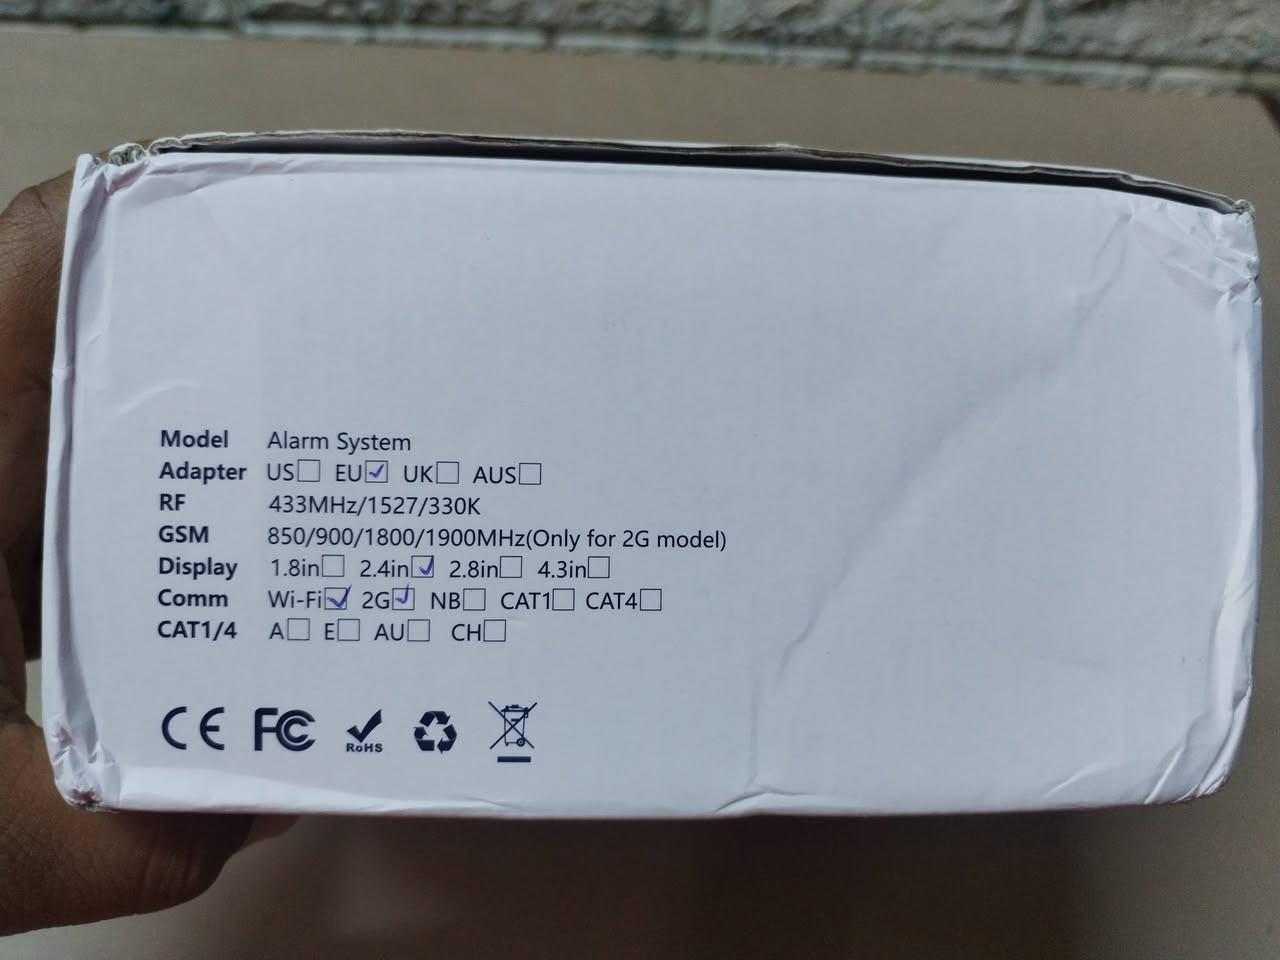 Model Alarm System
Adapter US☐ EU☑ UK☐ AUS☐
RF 433MHz/1527/330K
GSM 850/900/1800/1900MHz(Only for 2G model)
Display 1.8in☐ 2.4in☑ 2.8in☐ 4.3in☐
Comm Wi-Fi☑ 2G☑ NB☐ CAT1☐ CAT4☐
CAT1/4 A☐ E☐ AU☐ CH☐
CE FC RoHS